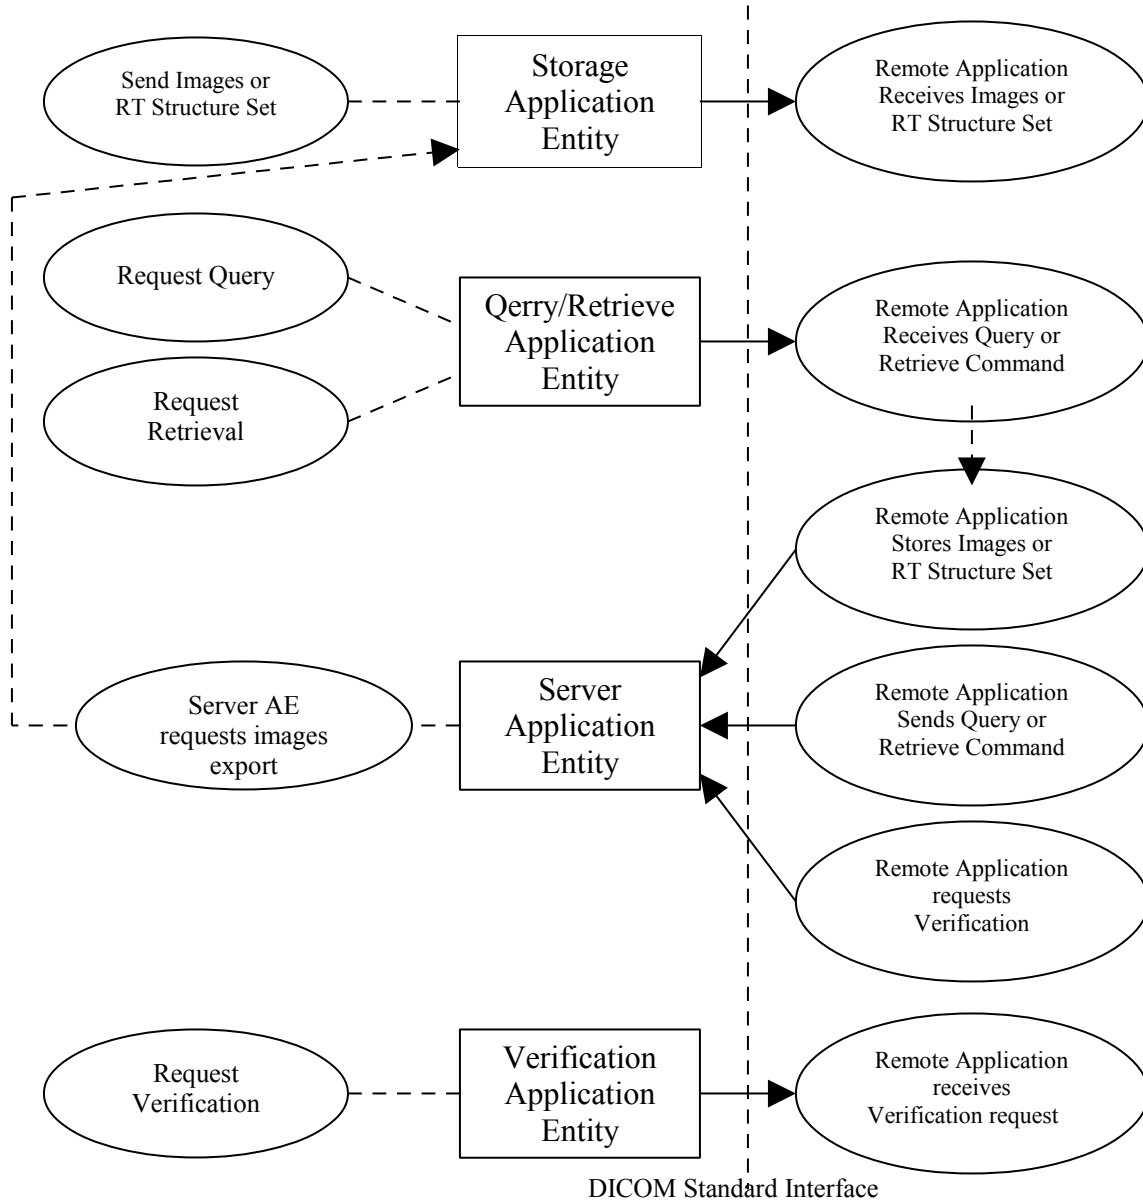 Send Images or
RT Structure Set
Storage
Application
Entity
Remote Application
Receives Images or
RT Structure Set
Request Query
Request
Retrieval
Qerry/Retrieve
Application
Entity
Remote Application
Receives Query or
Retrieve Command
Remote Application
Stores Images or
RT Structure Set
Server AE
requests images
export
Server
Application
Entity
Remote Application
Sends Query or
Retrieve Command
Remote Application
requests
Verification
Request
Verification
Verification
Application
Entity
Remote Application
receives
Verification request
DICOM Standard Interface